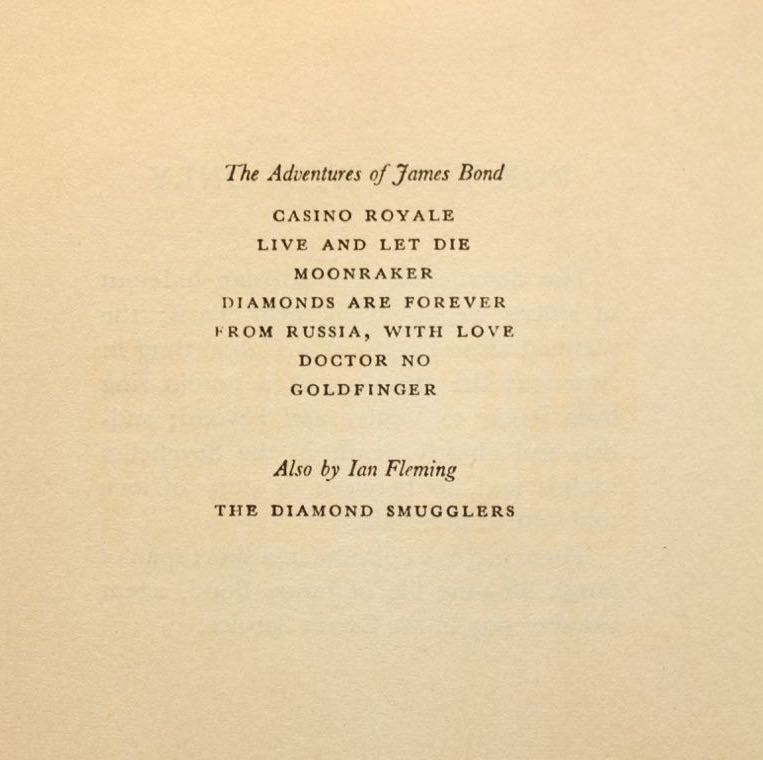 The Adventures of James Bond
CASINO ROYALE
LIVE AND LET DIE
MOONRAKER
DIAMONDS ARE FOREVER
FROM RUSSIA, WITH LOVE
DOCTOR NO
GOLDFINGER
Also by Ian Fleming
THE DIAMOND SMUGGLERS